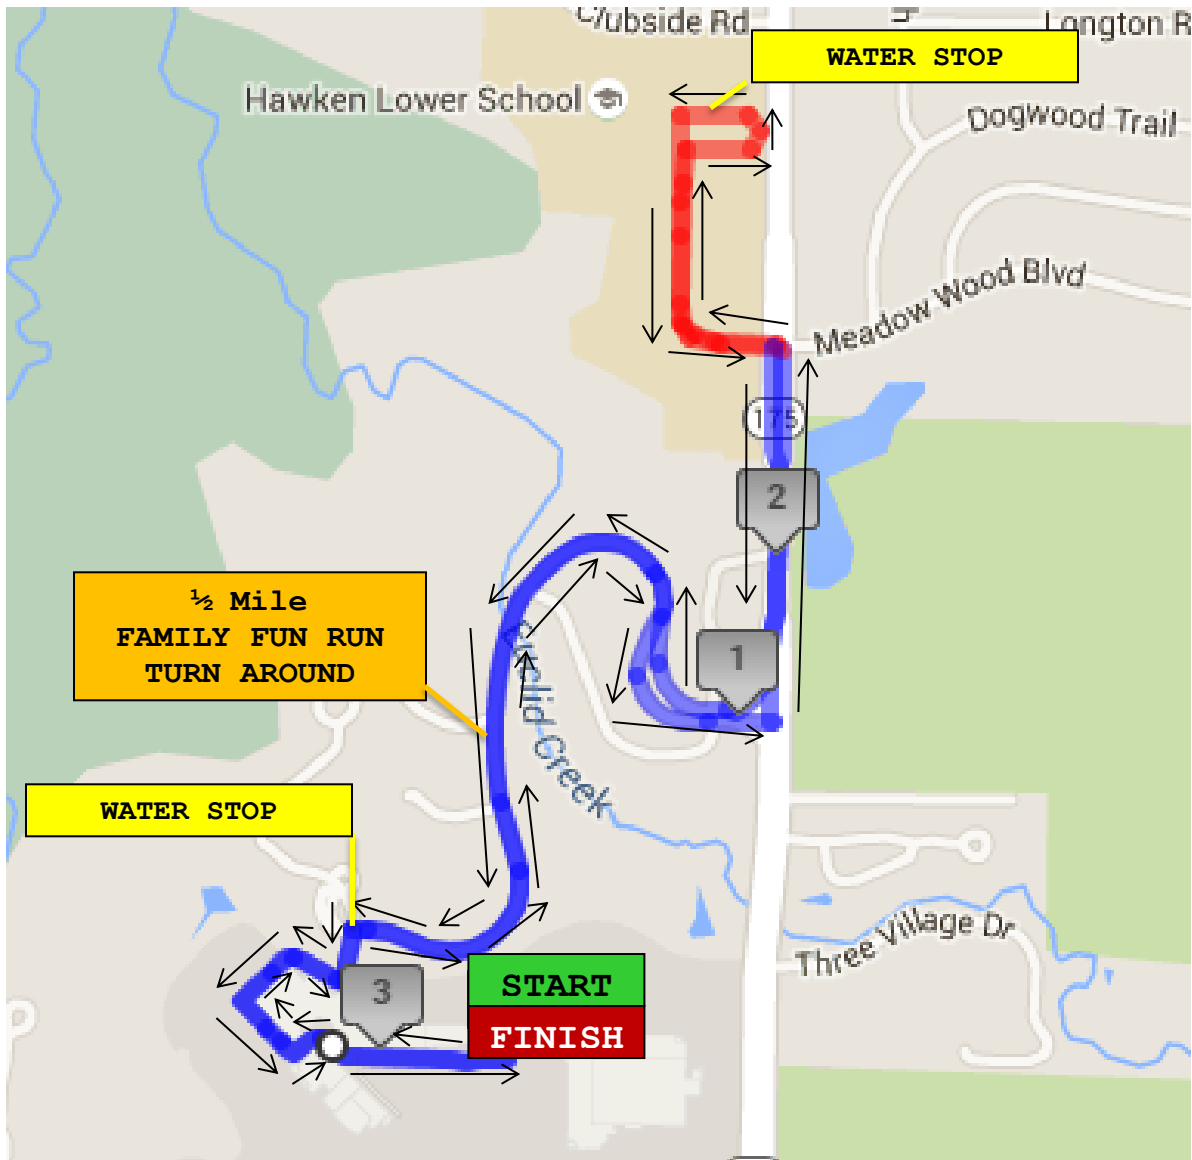 Clubside Rd
Longton R
WATER STOP
Hawken Lower School
Dogwood Trail
Meadow Wood Blvd
175
2
½ Mile
FAMILY FUN RUN
TURN AROUND
1
Euclid Creek
WATER STOP
Three Village Dr
3
START
FINISH